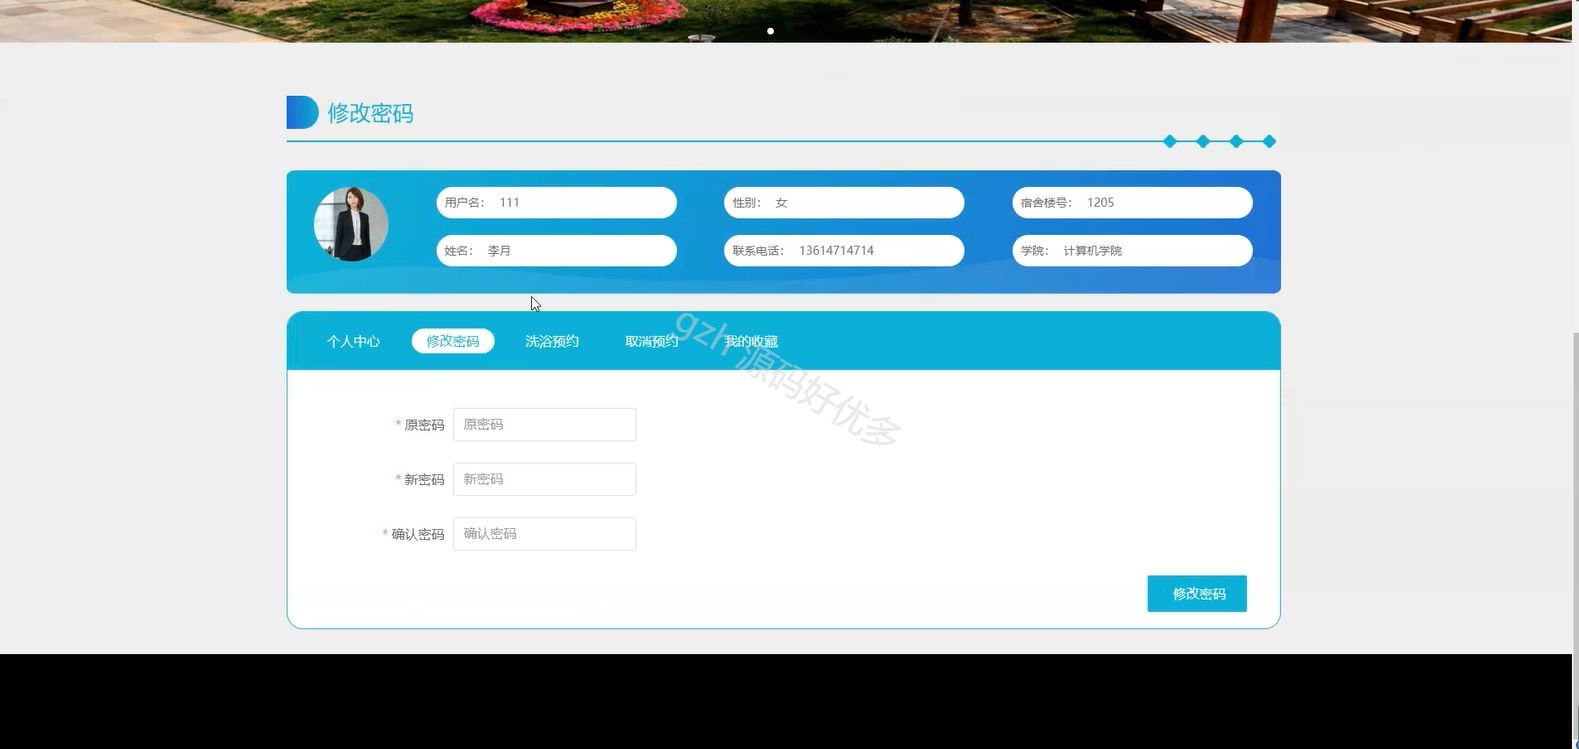 修改密码
用户名： 111
性别： 女
宿舍楼号： 1205
姓名： 李月
联系电话： 13614714714
学院： 计算机学院
个人中心 修改密码 洗浴预约 取消预约 我的收藏
gzh 源码好优多
* 原密码 原密码
* 新密码 新密码
* 确认密码 确认密码
修改密码